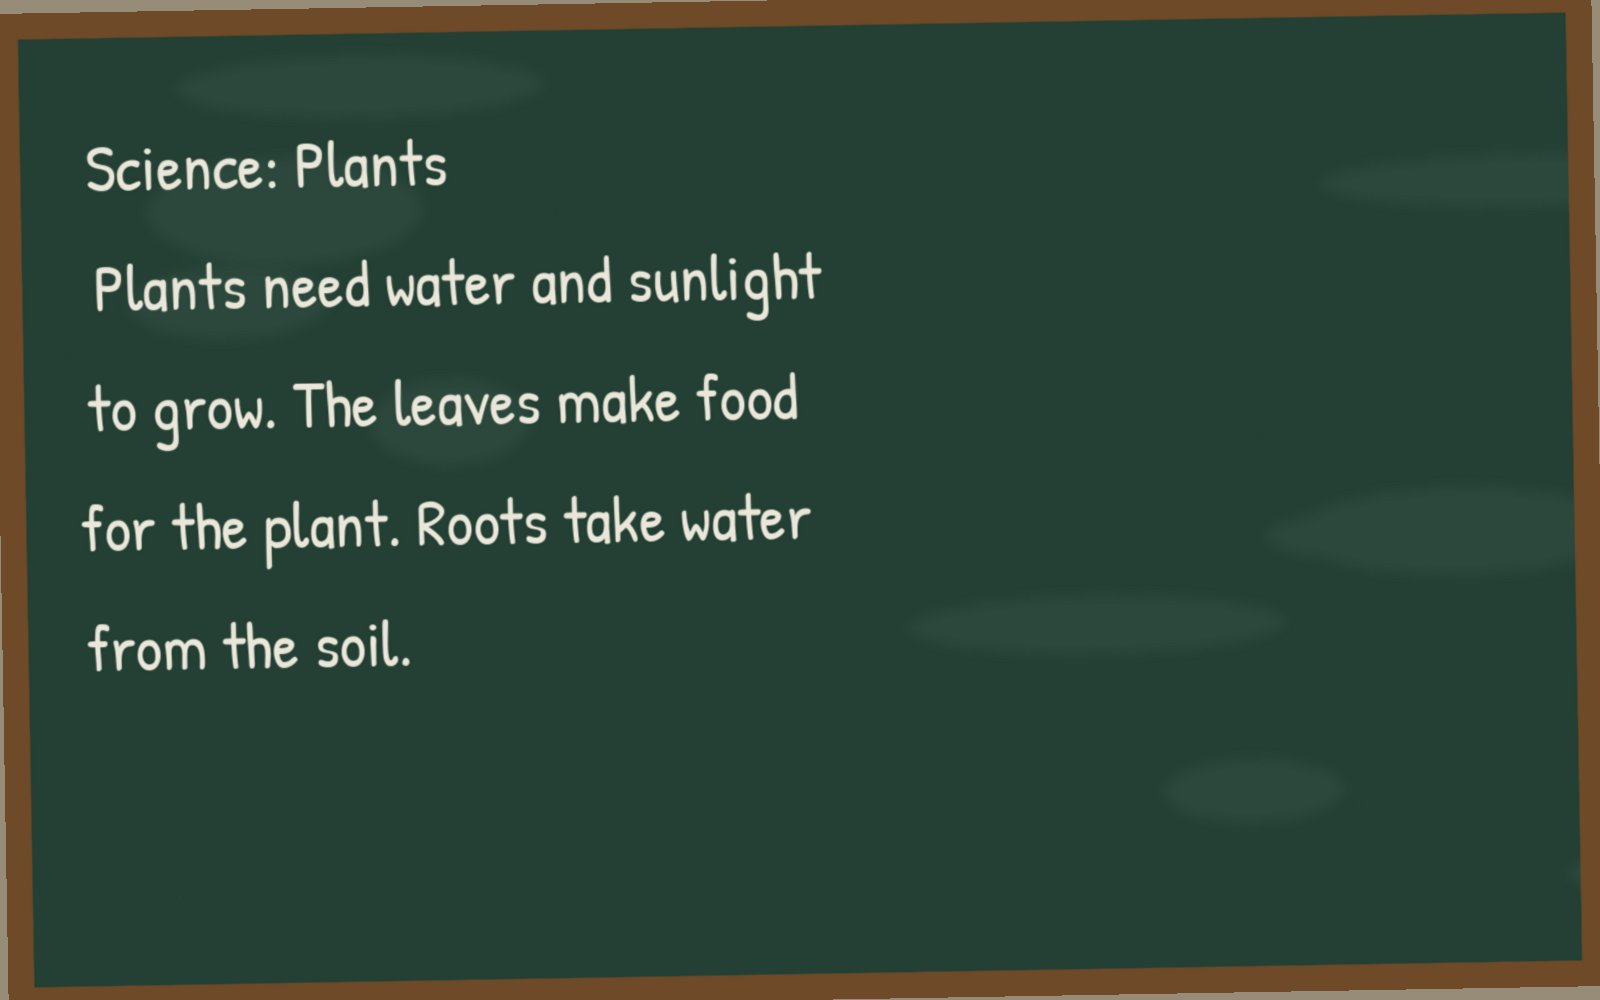 Science: Plants
Plants need water and sunlight
to grow. The leaves make food
for the plant. Roots take water
from the soil.